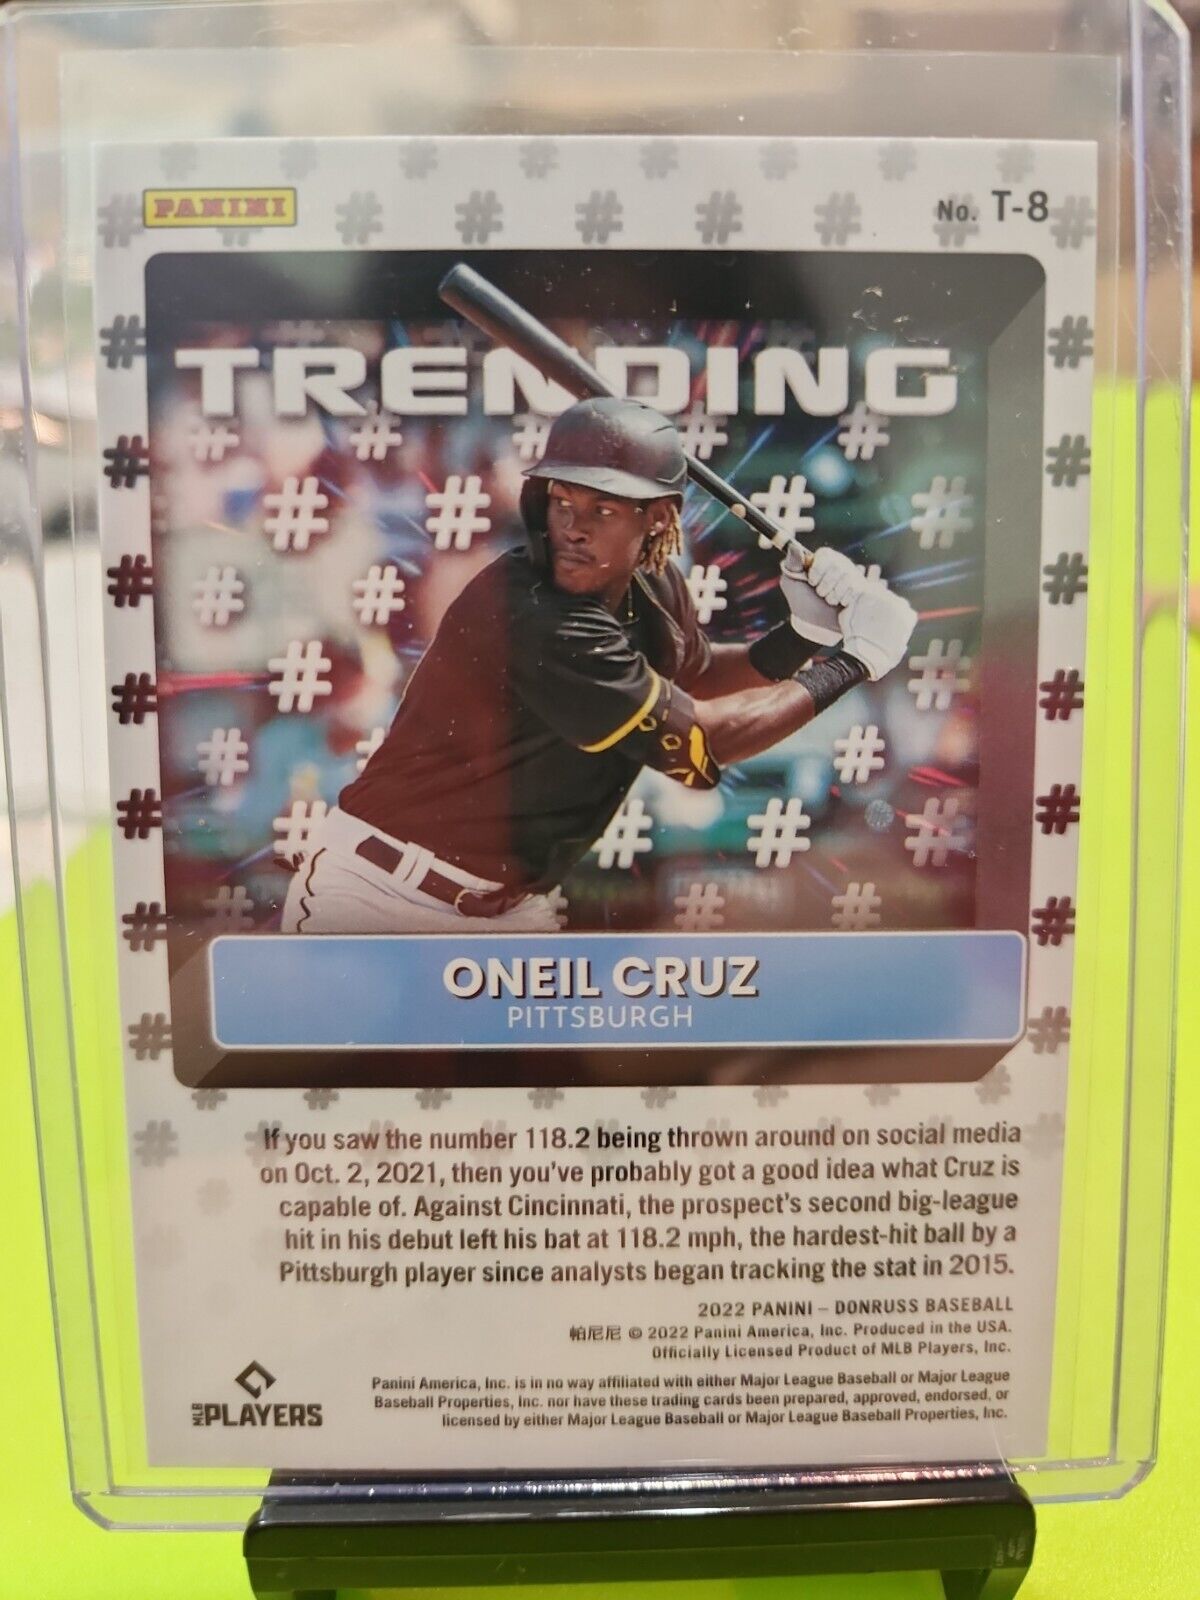 PANINI
No. T-8
TRENDING
ONEIL CRUZ
PITTSBURGH
If you saw the number 118.2 being thrown around on social media
on Oct. 2, 2021, then you've probably got a good idea what Cruz is
capable of. Against Cincinnati, the prospect's second big-league
hit in his debut left his bat at 118.2 mph, the hardest-hit ball by a
Pittsburgh player since analysts began tracking the stat in 2015.
2022 PANINI – DONRUSS BASEBALL
帕尼尼 © 2022 Panini America, Inc. Produced in the USA.
Officially Licensed Product of MLB Players, Inc.
Panini America, Inc. is in no way affiliated with either Major League Baseball or Major League
Baseball Properties, Inc. nor have these trading cards been prepared, approved, endorsed, or
licensed by either Major League Baseball or Major League Baseball Properties, Inc.
MLB PLAYERS